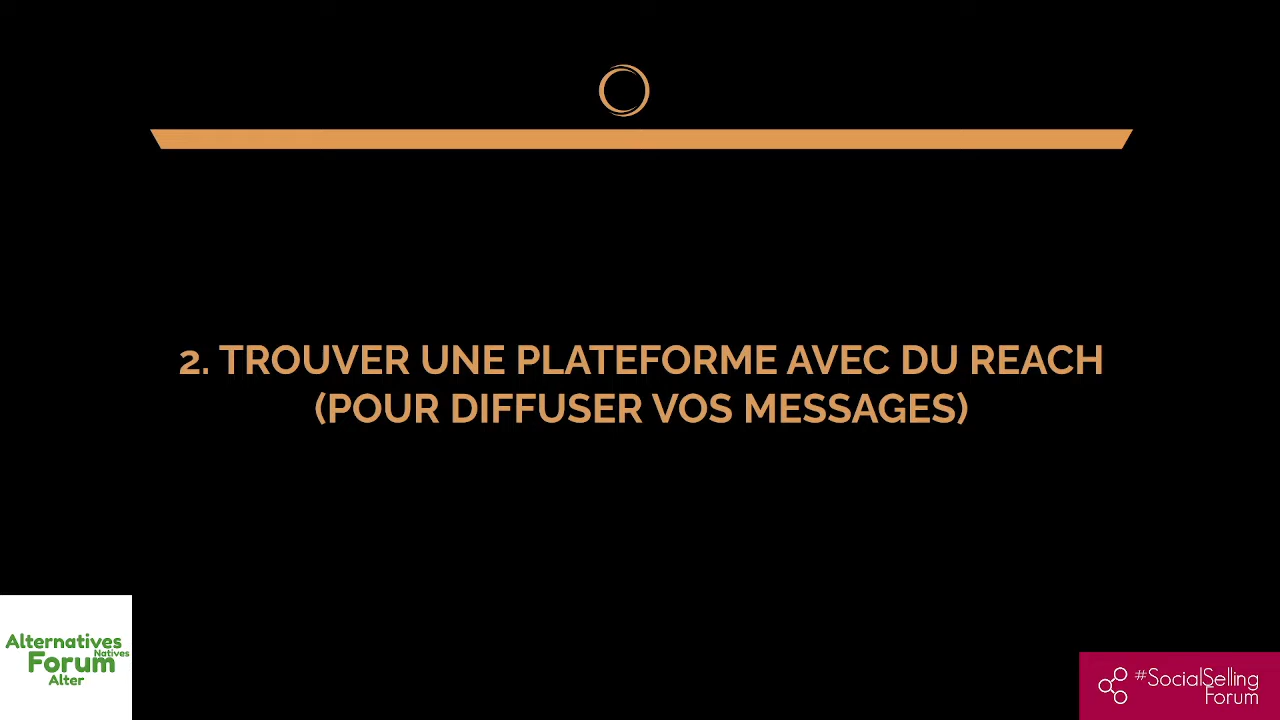 2. TROUVER UNE PLATEFORME AVEC DU REACH
(POUR DIFFUSER VOS MESSAGES)
Alternatives
Natives
Forum
Alter
#SocialSelling
Forum